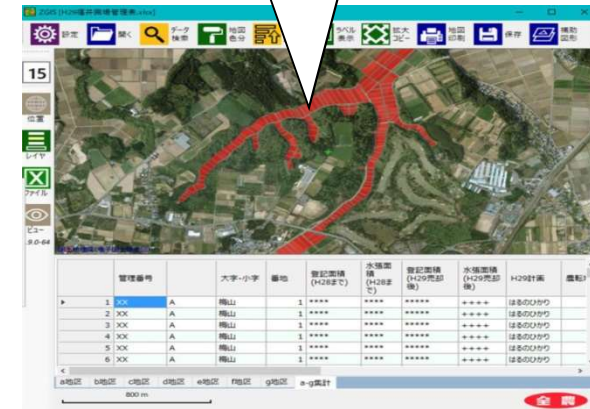 ZGIS [H29福井圃場管理表.xlsx]
設定 開く データ検索 地図色分 ラベル表示 拡大コピー 地図印刷 保存 補助図形
15
位置
レイヤ
ファイル
ビュー
.9.0-64
管理番号 大字-小字 番地 登記面積(H28まで) 水張面積(H28まで) 登記面積(H29売却後) 水張面積(H29売却後) H29計画
1 XX A 梅山 1 **** **** ***** ++++ はるのひかり
2 XX A 梅山 1 **** **** ***** ++++ はるのひかり
3 XX A 梅山 1 **** **** ***** ++++ はるのひかり
4 XX A 梅山 1 **** **** ***** ++++ はるのひかり
5 XX A 梅山 1 **** **** ***** ++++ はるのひかり
6 XX A 梅山 1 **** **** ***** ++++ はるのひかり
a地区 b地区 c地区 d地区 e地区 f地区 g地区 a-g集計
800 m
全農